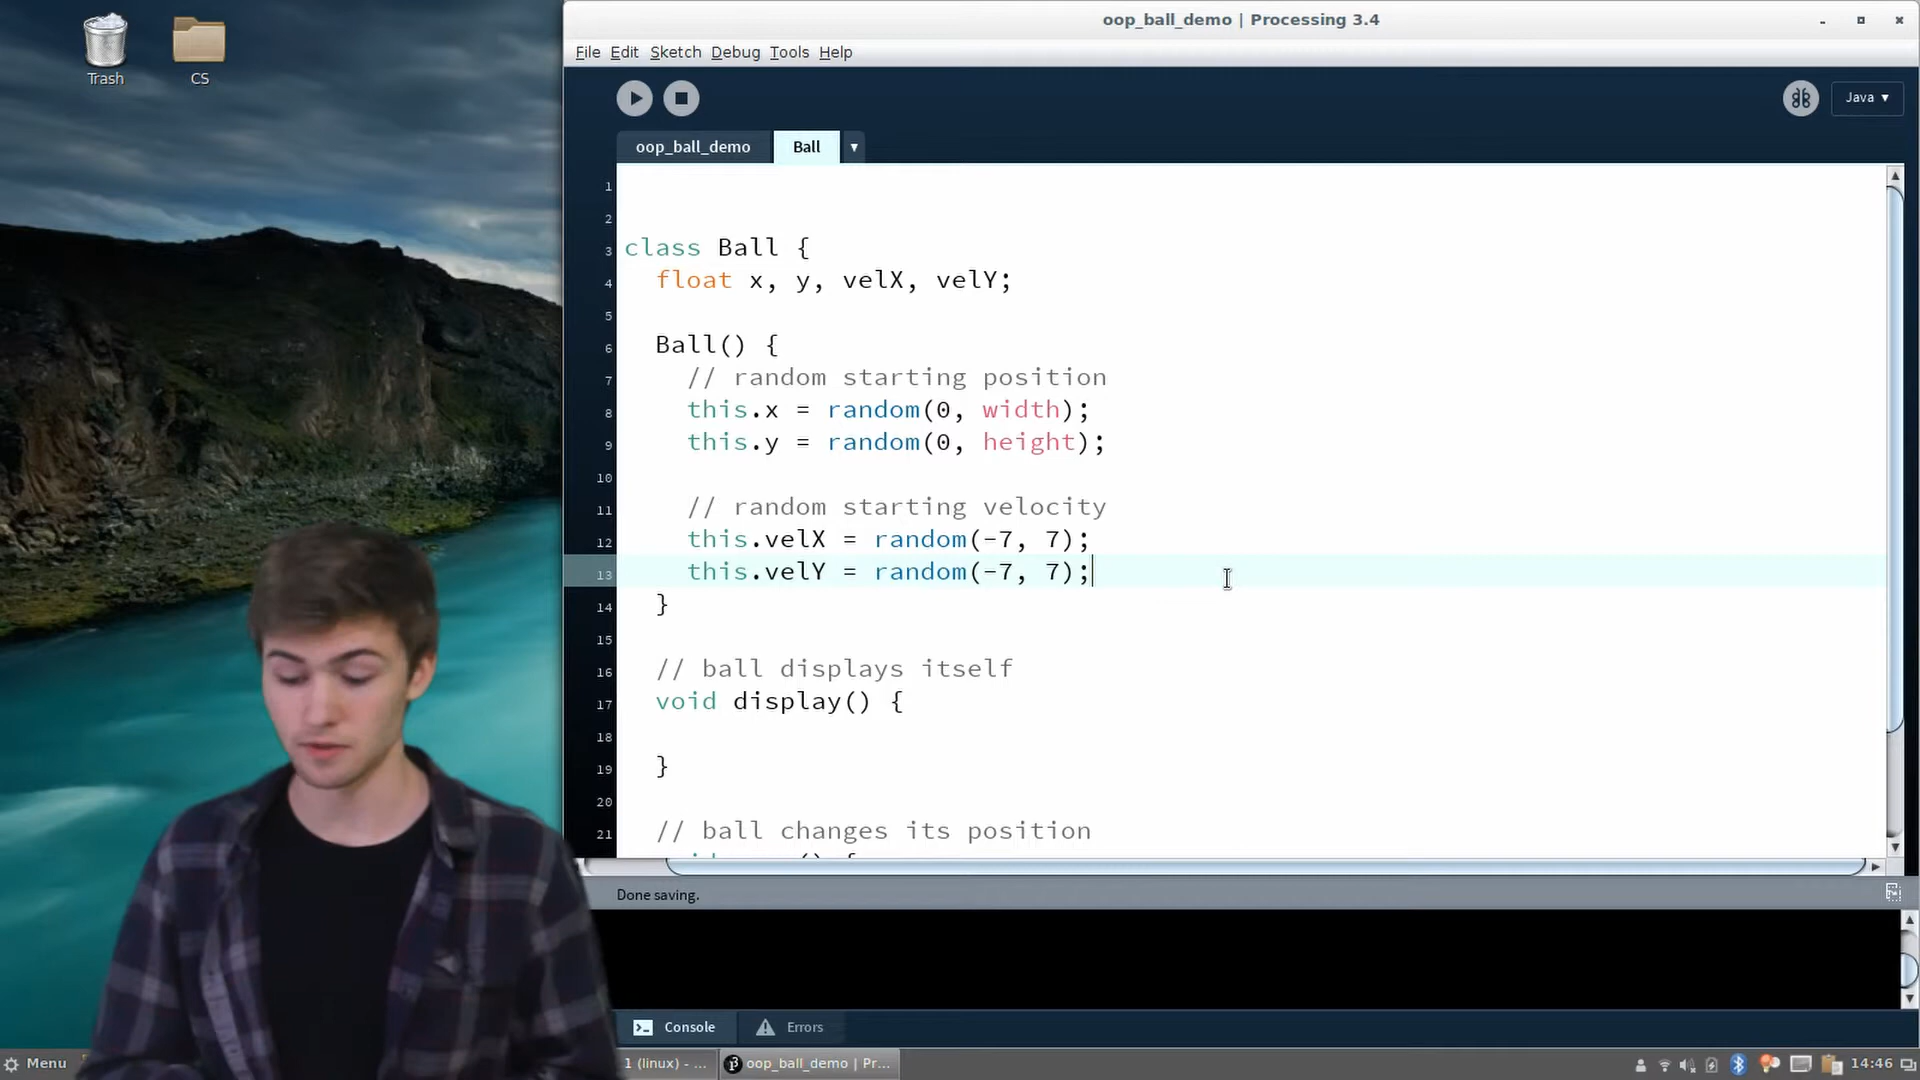 Trash
CS
oop_ball_demo | Processing 3.4
File Edit Sketch Debug Tools Help
Java ▾
oop_ball_demo
Ball
▾
1
2
3 class Ball {
4 float x, y, velX, velY;
5
6 Ball() {
7 // random starting position
8 this.x = random(0, width);
9 this.y = random(0, height);
10
11 // random starting velocity
12 this.velX = random(-7, 7);
13 this.velY = random(-7, 7);
14 }
15
16 // ball displays itself
17 void display() {
18
19 }
20
21 // ball changes its position
Done saving.
Console
Errors
Menu
1 (linux) - ...
oop_ball_demo | Pr...
14:46